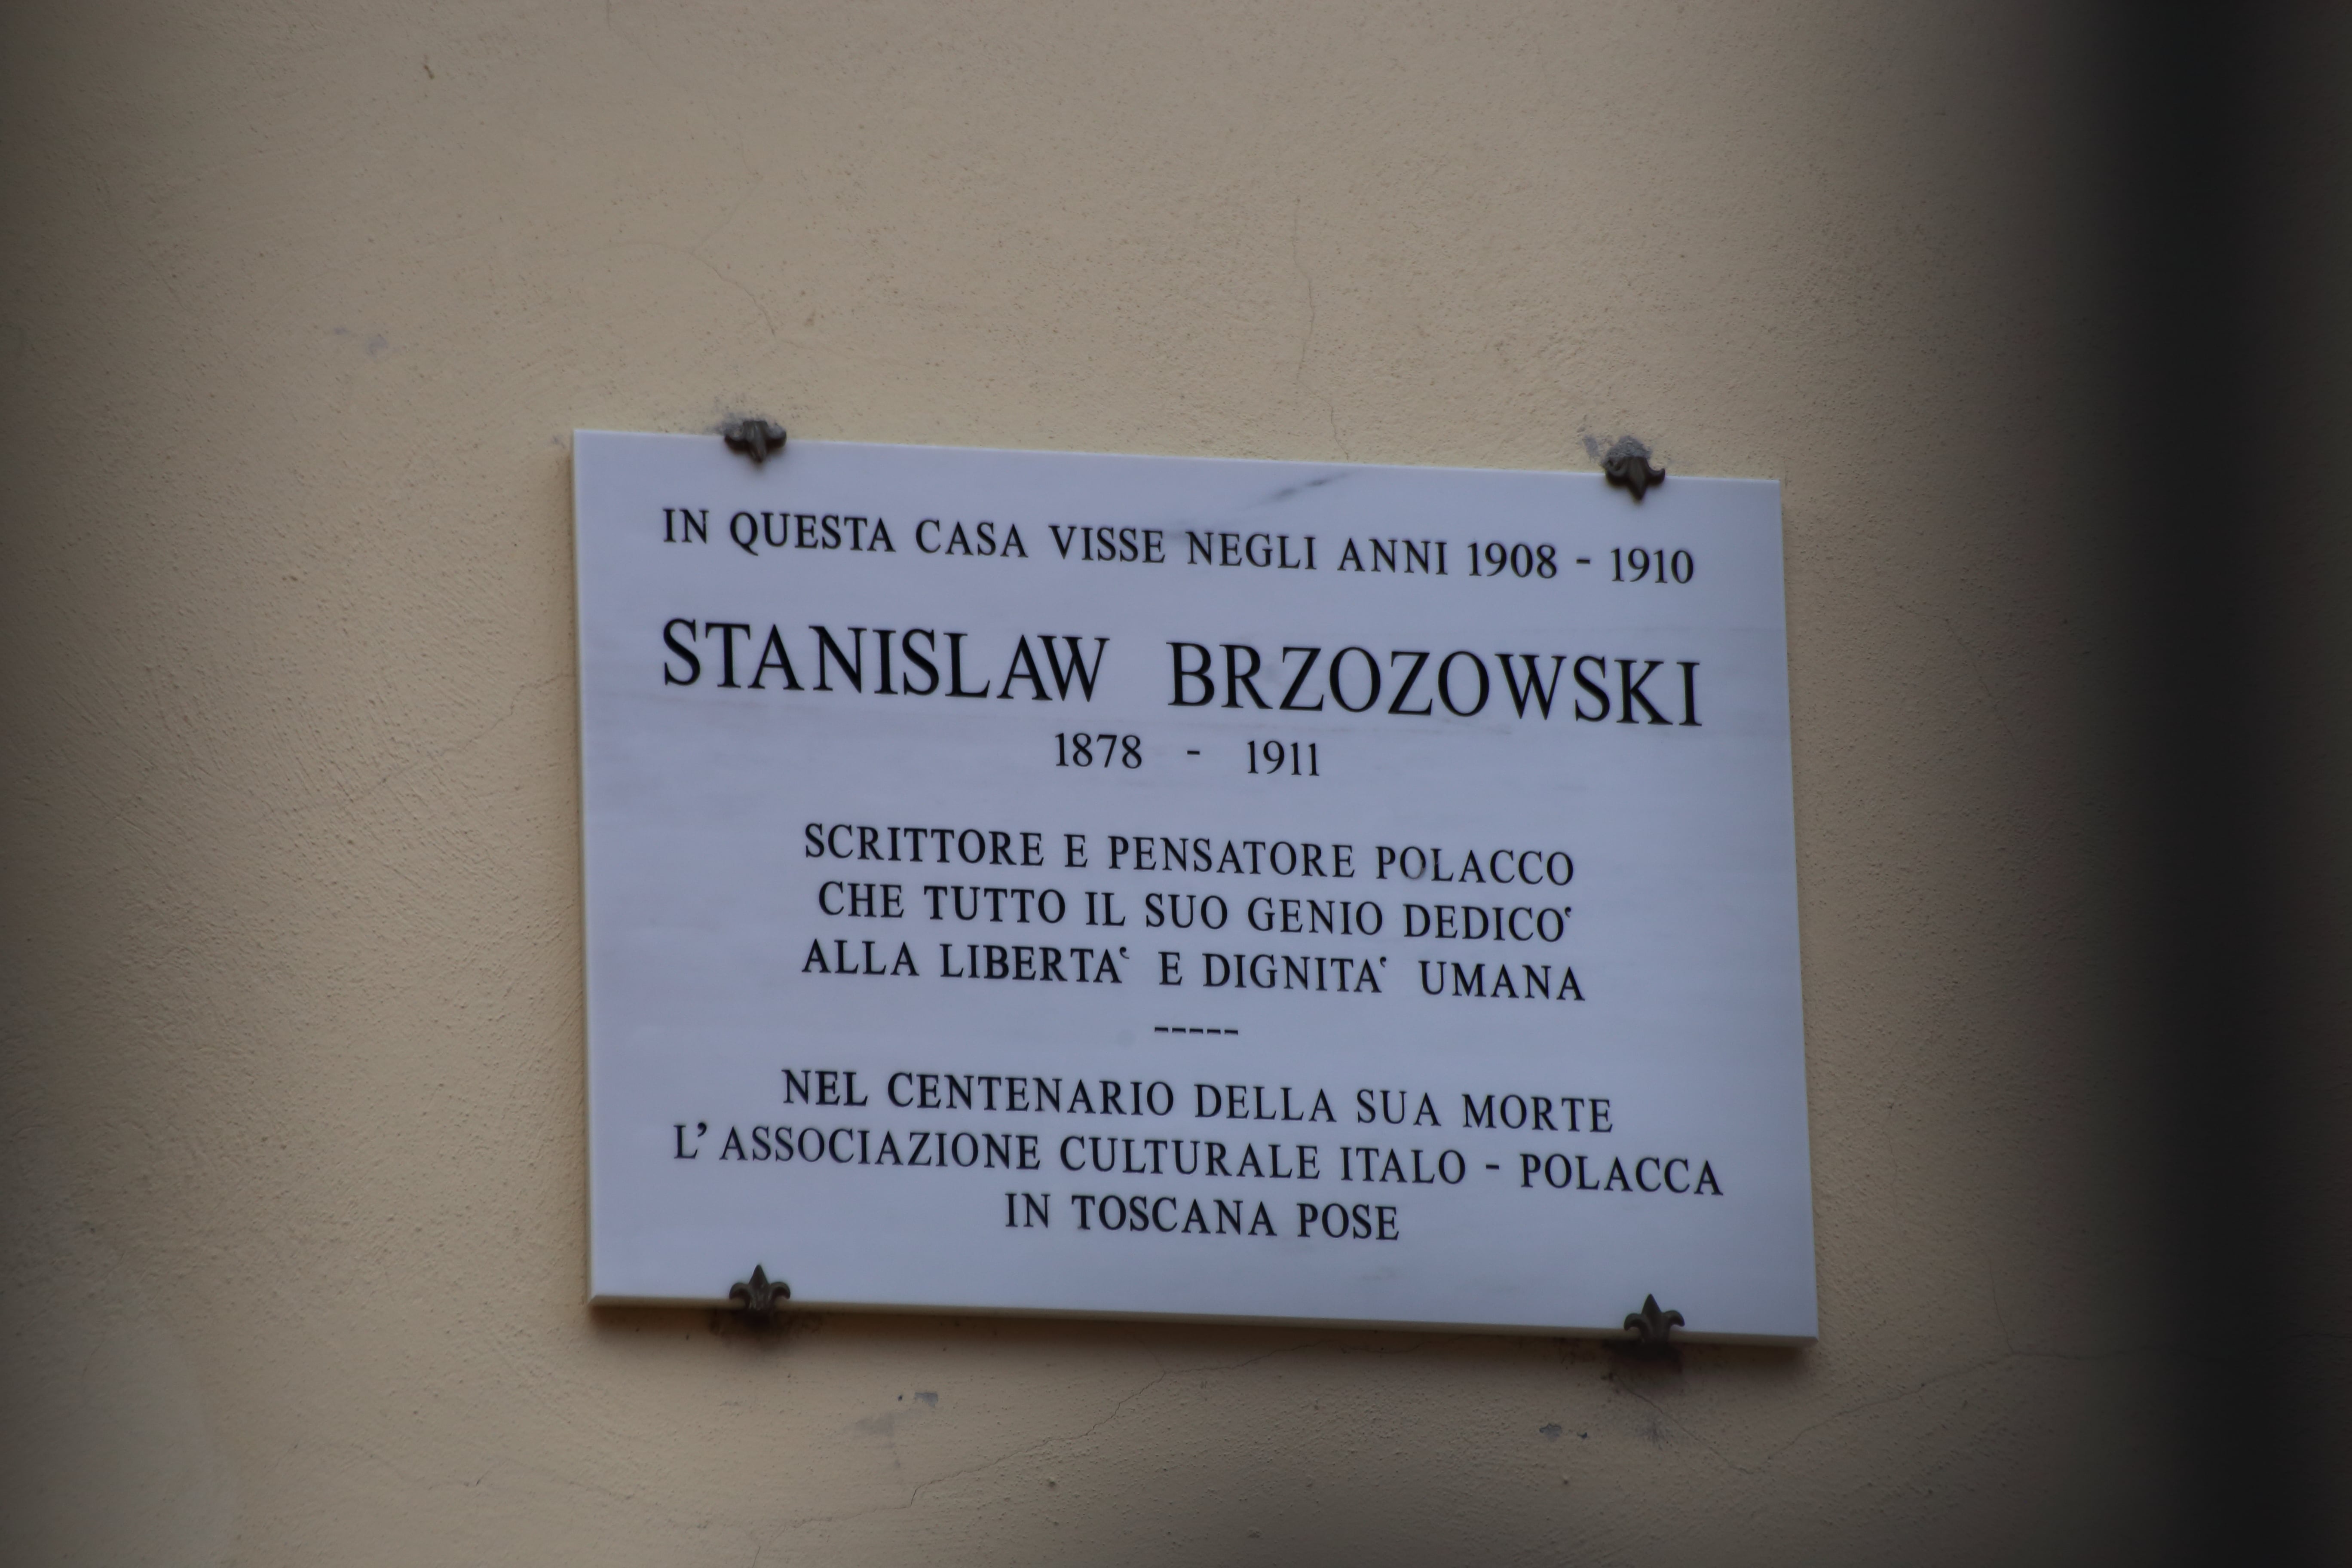 IN QUESTA CASA VISSE NEGLI ANNI 1908 - 1910
STANISLAW BRZOZOWSKI
1878 - 1911
SCRITTORE E PENSATORE POLACCO
CHE TUTTO IL SUO GENIO DEDICO‛
ALLA LIBERTA‛ E DIGNITA‛ UMANA
-----
NEL CENTENARIO DELLA SUA MORTE
L’ASSOCIAZIONE CULTURALE ITALO - POLACCA
IN TOSCANA POSE